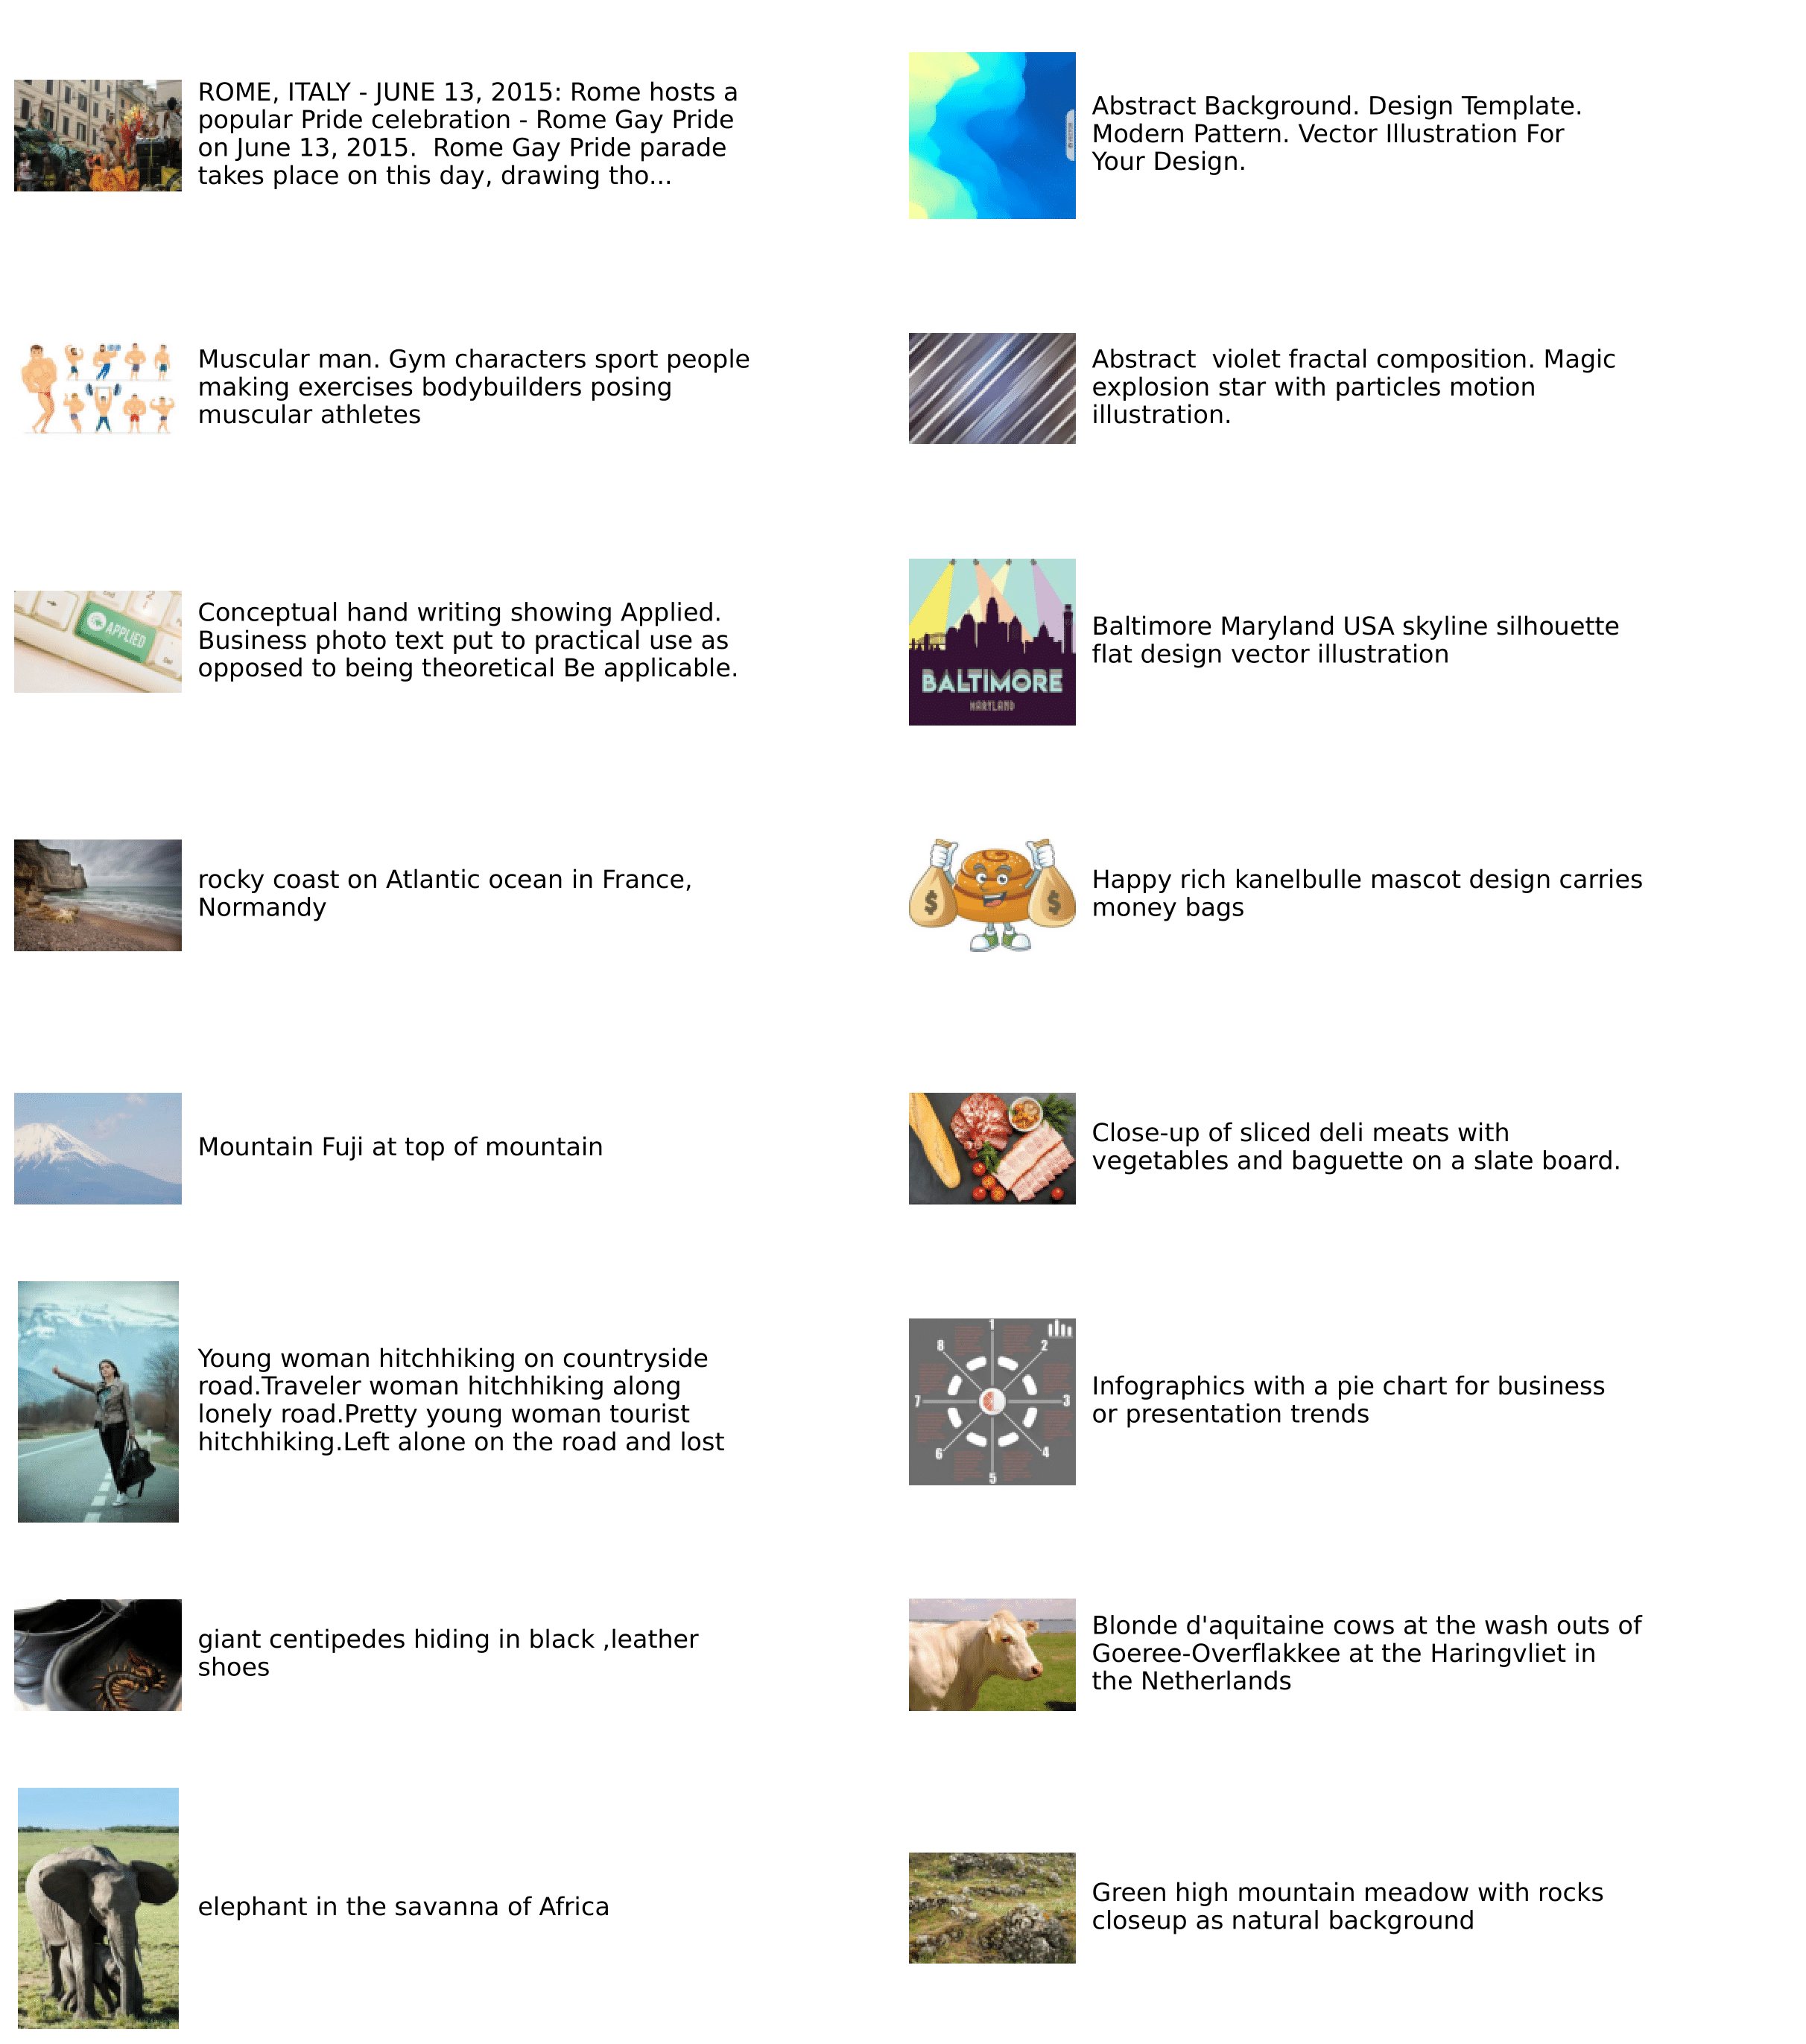 ROME, ITALY - JUNE 13, 2015: Rome hosts a
popular Pride celebration - Rome Gay Pride
on June 13, 2015.  Rome Gay Pride parade
takes place on this day, drawing tho...
Abstract Background. Design Template.
Modern Pattern. Vector Illustration For
Your Design.
Muscular man. Gym characters sport people
making exercises bodybuilders posing
muscular athletes
Abstract  violet fractal composition. Magic
explosion star with particles motion
illustration.
APPLIED
Conceptual hand writing showing Applied.
Business photo text put to practical use as
opposed to being theoretical Be applicable.
BALTIMORE
MARYLAND
Baltimore Maryland USA skyline silhouette
flat design vector illustration
rocky coast on Atlantic ocean in France,
Normandy
$ $
Happy rich kanelbulle mascot design carries
money bags
Mountain Fuji at top of mountain
Close-up of sliced deli meats with
vegetables and baguette on a slate board.
Young woman hitchhiking on countryside
road.Traveler woman hitchhiking along
lonely road.Pretty young woman tourist
hitchhiking.Left alone on the road and lost
1
8 2
7 3
6 4
5
Infographics with a pie chart for business
or presentation trends
giant centipedes hiding in black ,leather
shoes
Blonde d'aquitaine cows at the wash outs of
Goeree-Overflakkee at the Haringvliet in
the Netherlands
elephant in the savanna of Africa
Green high mountain meadow with rocks
closeup as natural background